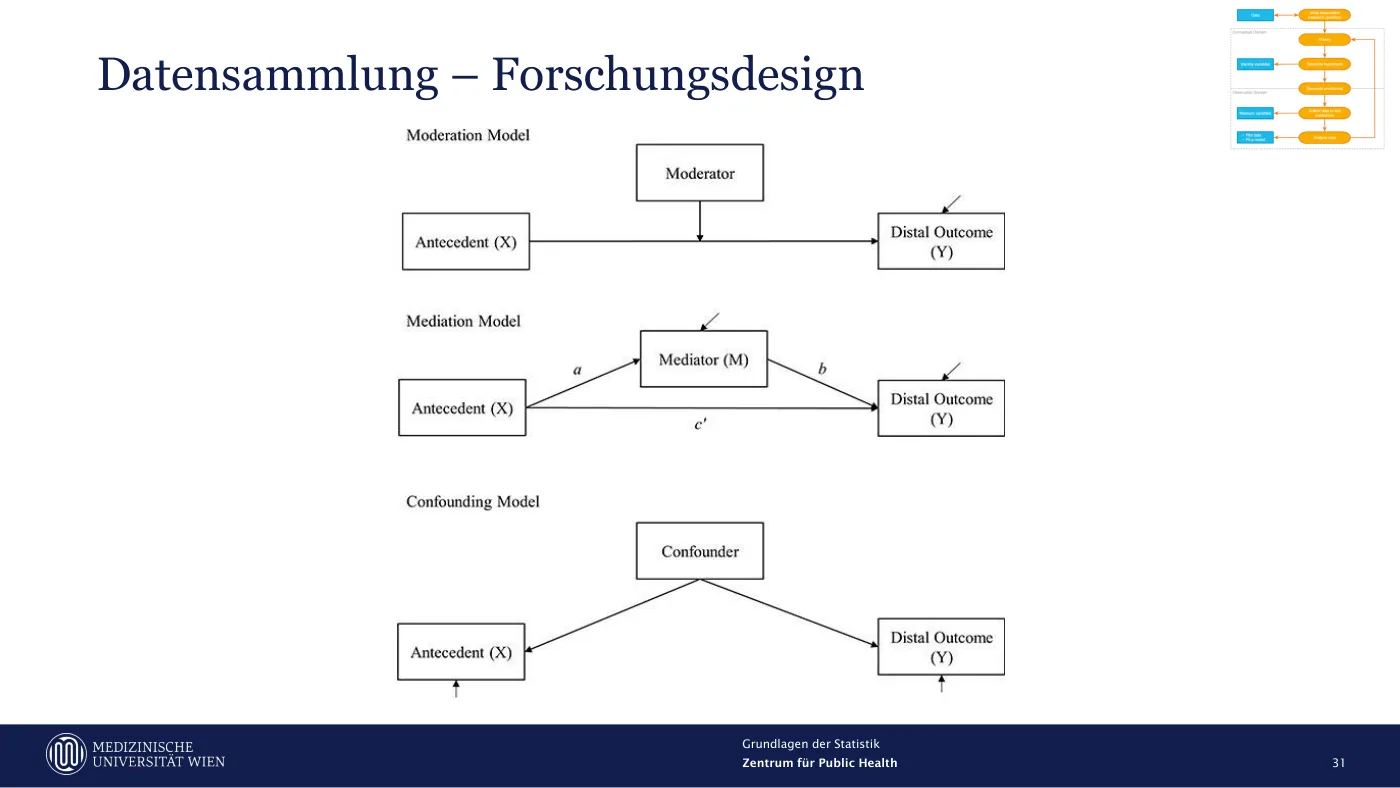 Datensammlung – Forschungsdesign
Moderation Model
Moderator
Antecedent (X)
Distal Outcome
(Y)
Mediation Model
Mediator (M)
a
b
Antecedent (X)
Distal Outcome
(Y)
c'
Confounding Model
Confounder
Antecedent (X)
Distal Outcome
(Y)
MEDIZINISCHE
UNIVERSITÄT WIEN
Grundlagen der Statistik
Zentrum für Public Health
31